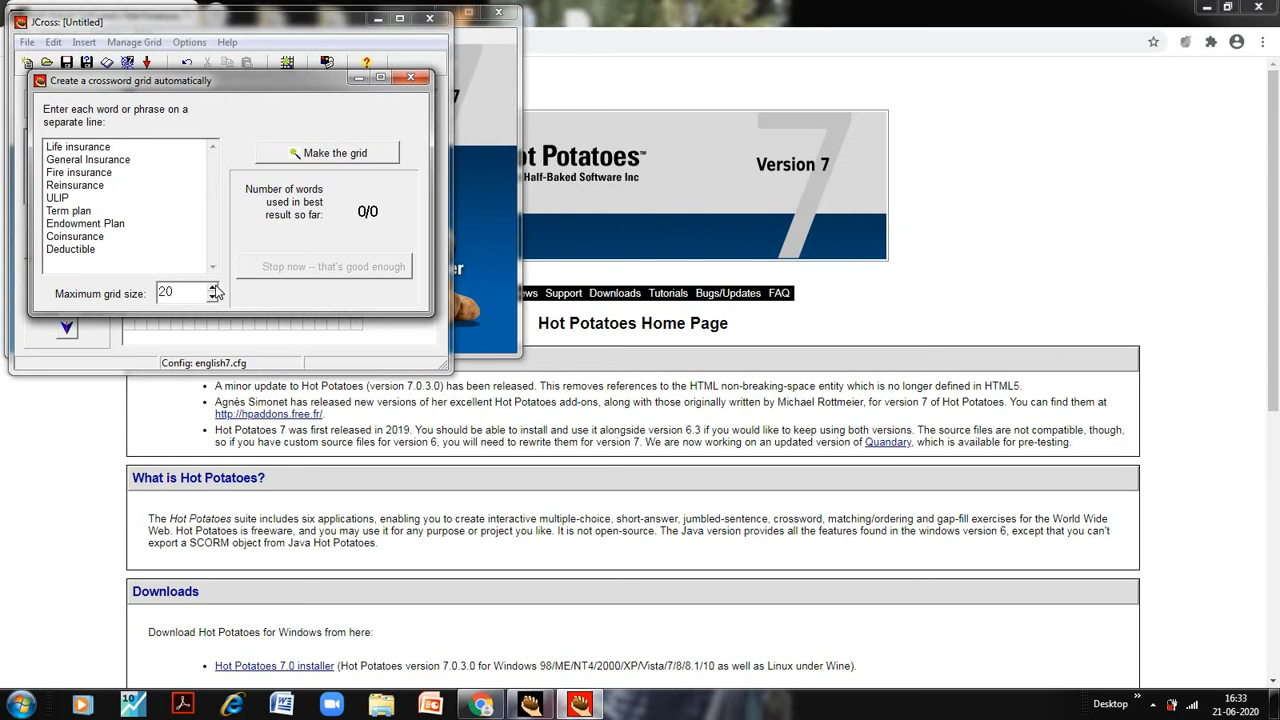 JCross: [Untitled]
File Edit Insert Manage Grid Options Help
Create a crossword grid automatically
Enter each word or phrase on a
separate line:
Life insurance
General Insurance
Fire insurance
Reinsurance
ULIP
Term plan
Endowment Plan
Coinsurance
Deductible
Make the grid
Number of words
used in best
result so far:
0/0
Stop now -- that's good enough
Maximum grid size: 20
Config: english7.cfg
7
er
ot Potatoes™
Half-Baked Software Inc
Version 7
7
ews Support Downloads Tutorials Bugs/Updates FAQ
Hot Potatoes Home Page
A minor update to Hot Potatoes (version 7.0.3.0) has been released. This removes references to the HTML non-breaking-space entity which is no longer defined in HTML5.
Agnès Simonet has released new versions of her excellent Hot Potatoes add-ons, along with those originally written by Michael Rottmeier, for version 7 of Hot Potatoes. You can find them at
http://hpaddons.free.fr/.
Hot Potatoes 7 was first released in 2019. You should be able to install and use it alongside version 6.3 if you would like to keep using both versions. The source files are not compatible, though,
so if you have custom source files for version 6, you will need to rewrite them for version 7. We are now working on an updated version of Quandary, which is available for pre-testing.
What is Hot Potatoes?
The Hot Potatoes suite includes six applications, enabling you to create interactive multiple-choice, short-answer, jumbled-sentence, crossword, matching/ordering and gap-fill exercises for the World Wide
Web. Hot Potatoes is freeware, and you may use it for any purpose or project you like. It is not open-source. The Java version provides all the features found in the windows version 6, except that you can't
export a SCORM object from Java Hot Potatoes.
Downloads
Download Hot Potatoes for Windows from here:
Hot Potatoes 7.0 installer (Hot Potatoes version 7.0.3.0 for Windows 98/ME/NT4/2000/XP/Vista/7/8/8.1/10 as well as Linux under Wine).
10
Desktop
16:33
21-06-2020